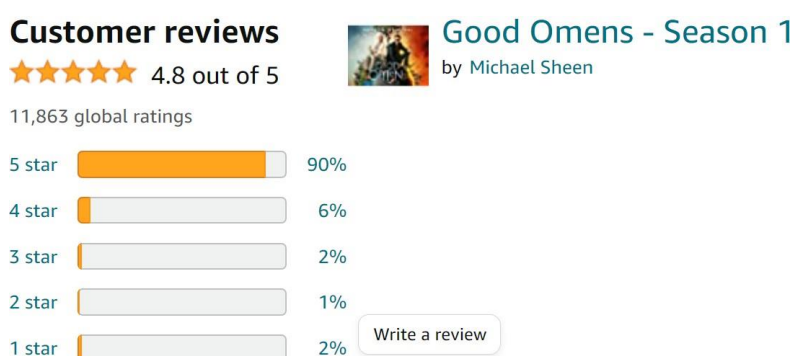 Customer reviews
4.8 out of 5
11,863 global ratings
5 star 90%
4 star 6%
3 star 2%
2 star 1%
1 star 2%
Good Omens - Season 1
by Michael Sheen
Write a review